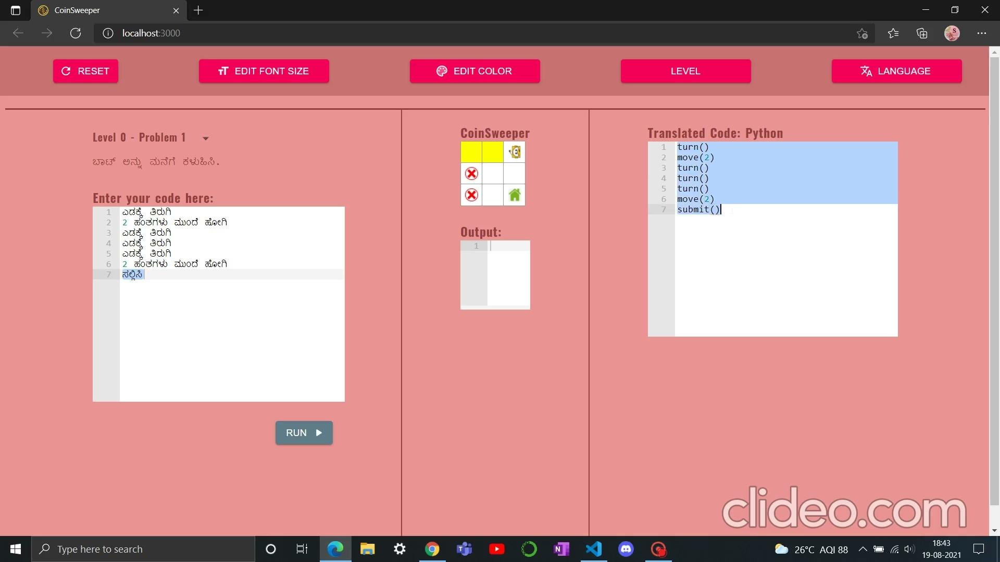 CoinSweeper
localhost:3000
RESET
EDIT FONT SIZE
EDIT COLOR
LEVEL
LANGUAGE
Level 0 - Problem 1
ಬಾಟ್ ಅನ್ನು ಮನೆಗೆ ಕಳುಹಿಸಿ.
Enter your code here:
1 ಎಡಕ್ಕೆ ತಿರುಗಿ
2 2 ಹಂತಗಳು ಮುಂದೆ ಹೋಗಿ
3 ಎಡಕ್ಕೆ ತಿರುಗಿ
4 ಎಡಕ್ಕೆ ತಿರುಗಿ
5 ಎಡಕ್ಕೆ ತಿರುಗಿ
6 2 ಹಂತಗಳು ಮುಂದೆ ಹೋಗಿ
7 ಸಲ್ಲಿಸಿ
RUN
CoinSweeper
Output:
1
Translated Code: Python
1 turn()
2 move(2)
3 turn()
4 turn()
5 turn()
6 move(2)
7 submit()
clideo.com
Type here to search
26°C AQI 88
18:43
19-08-2021